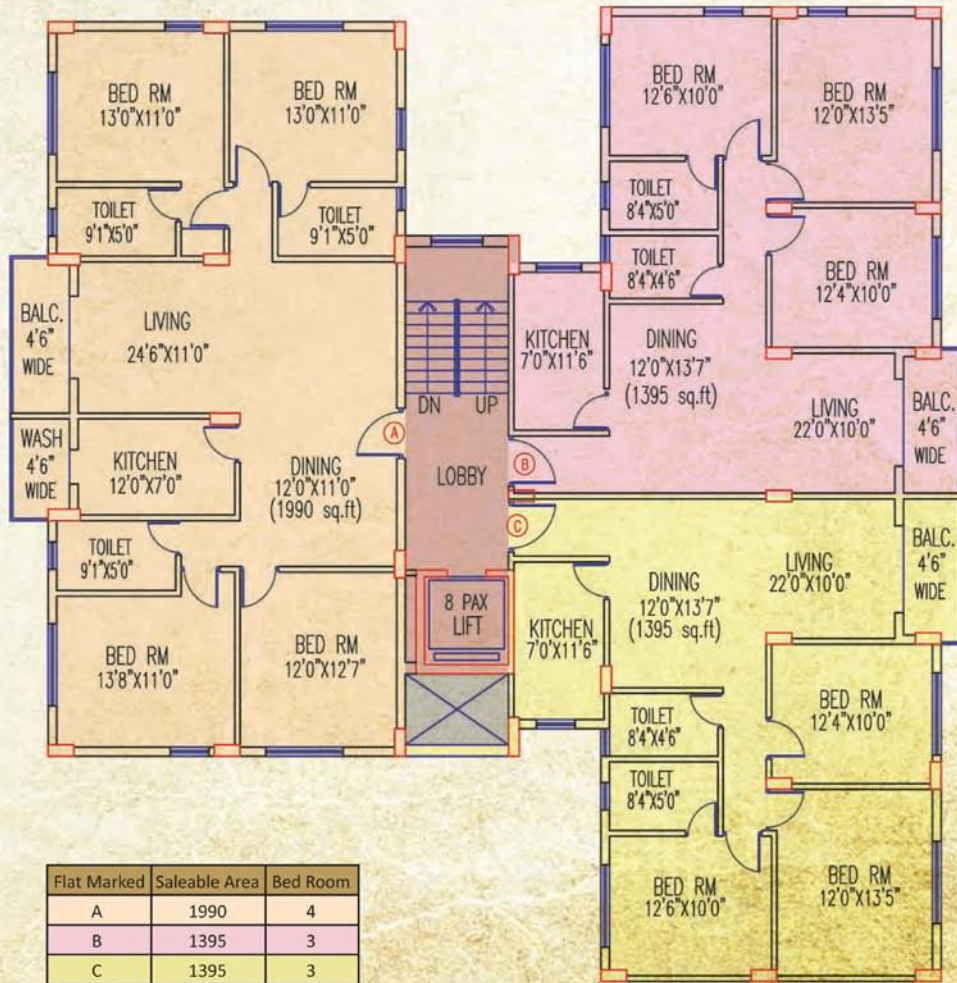 BED RM
13'0"X11'0"
BED RM
13'0"X11'0"
TOILET
9'1"X5'0"
TOILET
9'1"X5'0"
BALC.
4'6"
WIDE
LIVING
24'6"X11'0"
WASH
4'6"
WIDE
KITCHEN
12'0"X7'0"
DINING
12'0"X11'0"
(1990 sq.ft)
TOILET
9'1"X5'0"
BED RM
13'8"X11'0"
BED RM
12'0"X12'7"
DN
UP
A
LOBBY
B
C
8 PAX
LIFT
BED RM
12'6"X10'0"
BED RM
12'0"X13'5"
TOILET
8'4"X5'0"
TOILET
8'4"X4'6"
BED RM
12'4"X10'0"
KITCHEN
7'0"X11'6"
DINING
12'0"X13'7"
(1395 sq.ft)
LIVING
22'0"X10'0"
BALC.
4'6"
WIDE
KITCHEN
7'0"X11'6"
DINING
12'0"X13'7"
(1395 sq.ft)
LIVING
22'0"X10'0"
BALC.
4'6"
WIDE
TOILET
8'4"X4'6"
BED RM
12'4"X10'0"
TOILET
8'4"X5'0"
BED RM
12'6"X10'0"
BED RM
12'0"X13'5"
Flat Marked Saleable Area Bed Room
A 1990 4
B 1395 3
C 1395 3